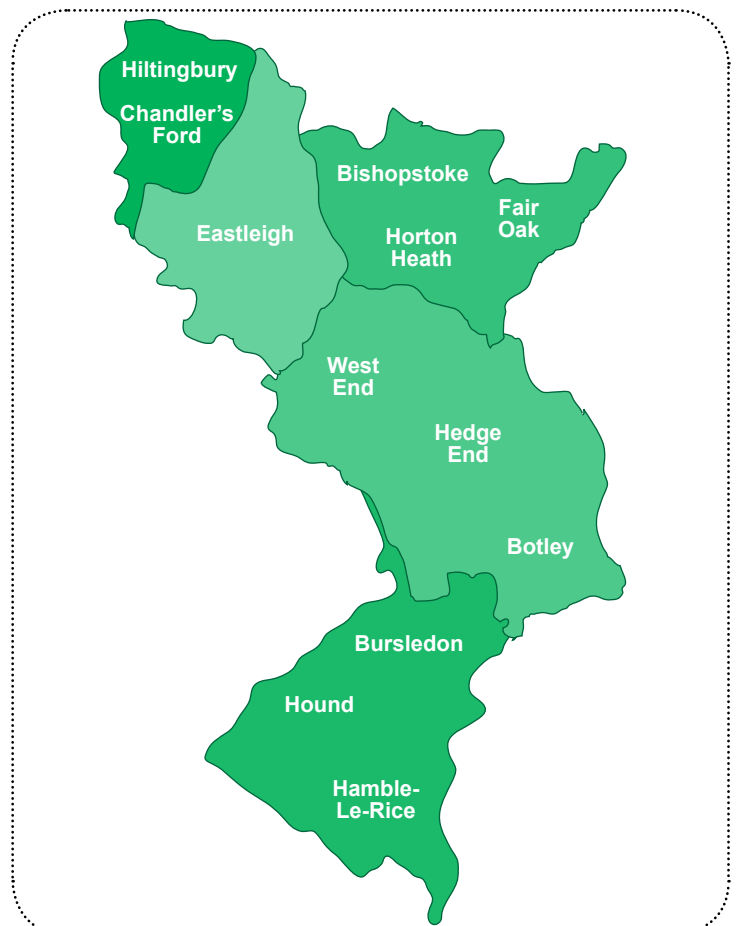 Hiltingbury
Chandler's
Ford
Eastleigh
Bishopstoke
Fair
Oak
Horton
Heath
West
End
Hedge
End
Botley
Bursledon
Hound
Hamble-
Le-Rice